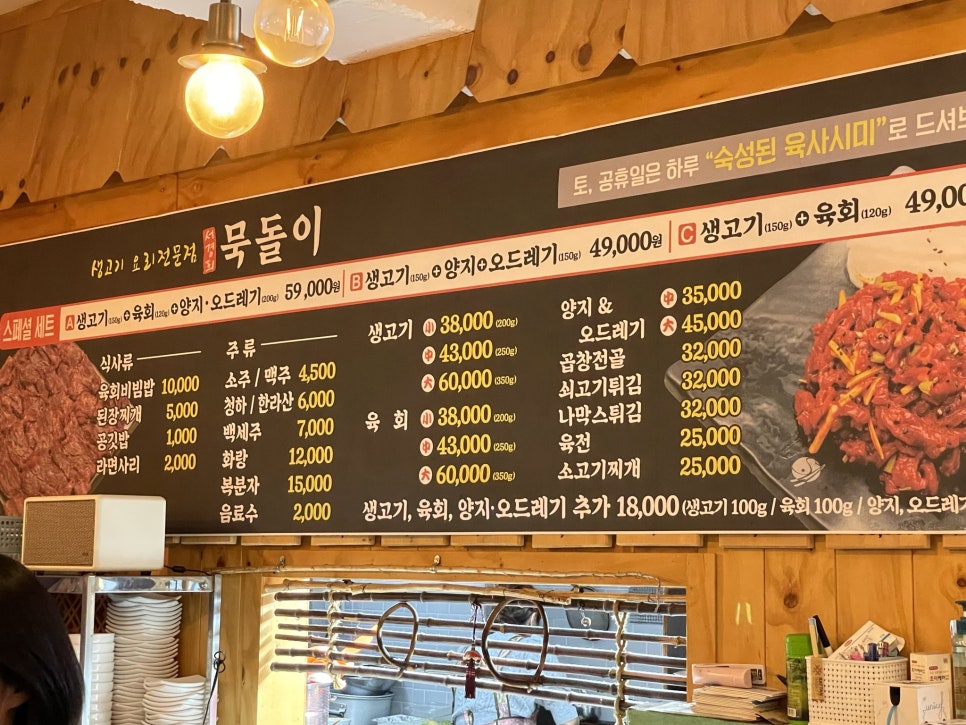 토, 공휴일은 하루 "숙성된 육사시미"로 드셔보
생고기 요리전문점 서경회 묵돌이
스페셜 세트 A 생고기(150g)+육회(120g)+양지·오드레기(200g) 59,000원 B 생고기(150g)+양지+오드레기(150g) 49,000원 C 생고기(150g)+육회(120g) 49,00
식사류
육회비빔밥 10,000
된장찌개 5,000
공깃밥 1,000
라면사리 2,000
주류
소주 / 맥주 4,500
청하 / 한라산 6,000
백세주 7,000
화랑 12,000
복분자 15,000
음료수 2,000
생고기 小 38,000 (200g)
中 43,000 (250g)
大 60,000 (350g)
육 회 小 38,000 (200g)
中 43,000 (250g)
大 60,000 (350g)
양지 & 中 35,000
오드레기 大 45,000
곱창전골 32,000
쇠고기튀김 32,000
나막스튀김 32,000
육전 25,000
소고기찌개 25,000
생고기, 육회, 양지·오드레기 추가 18,000 (생고기 100g / 육회 100g / 양지, 오드레기